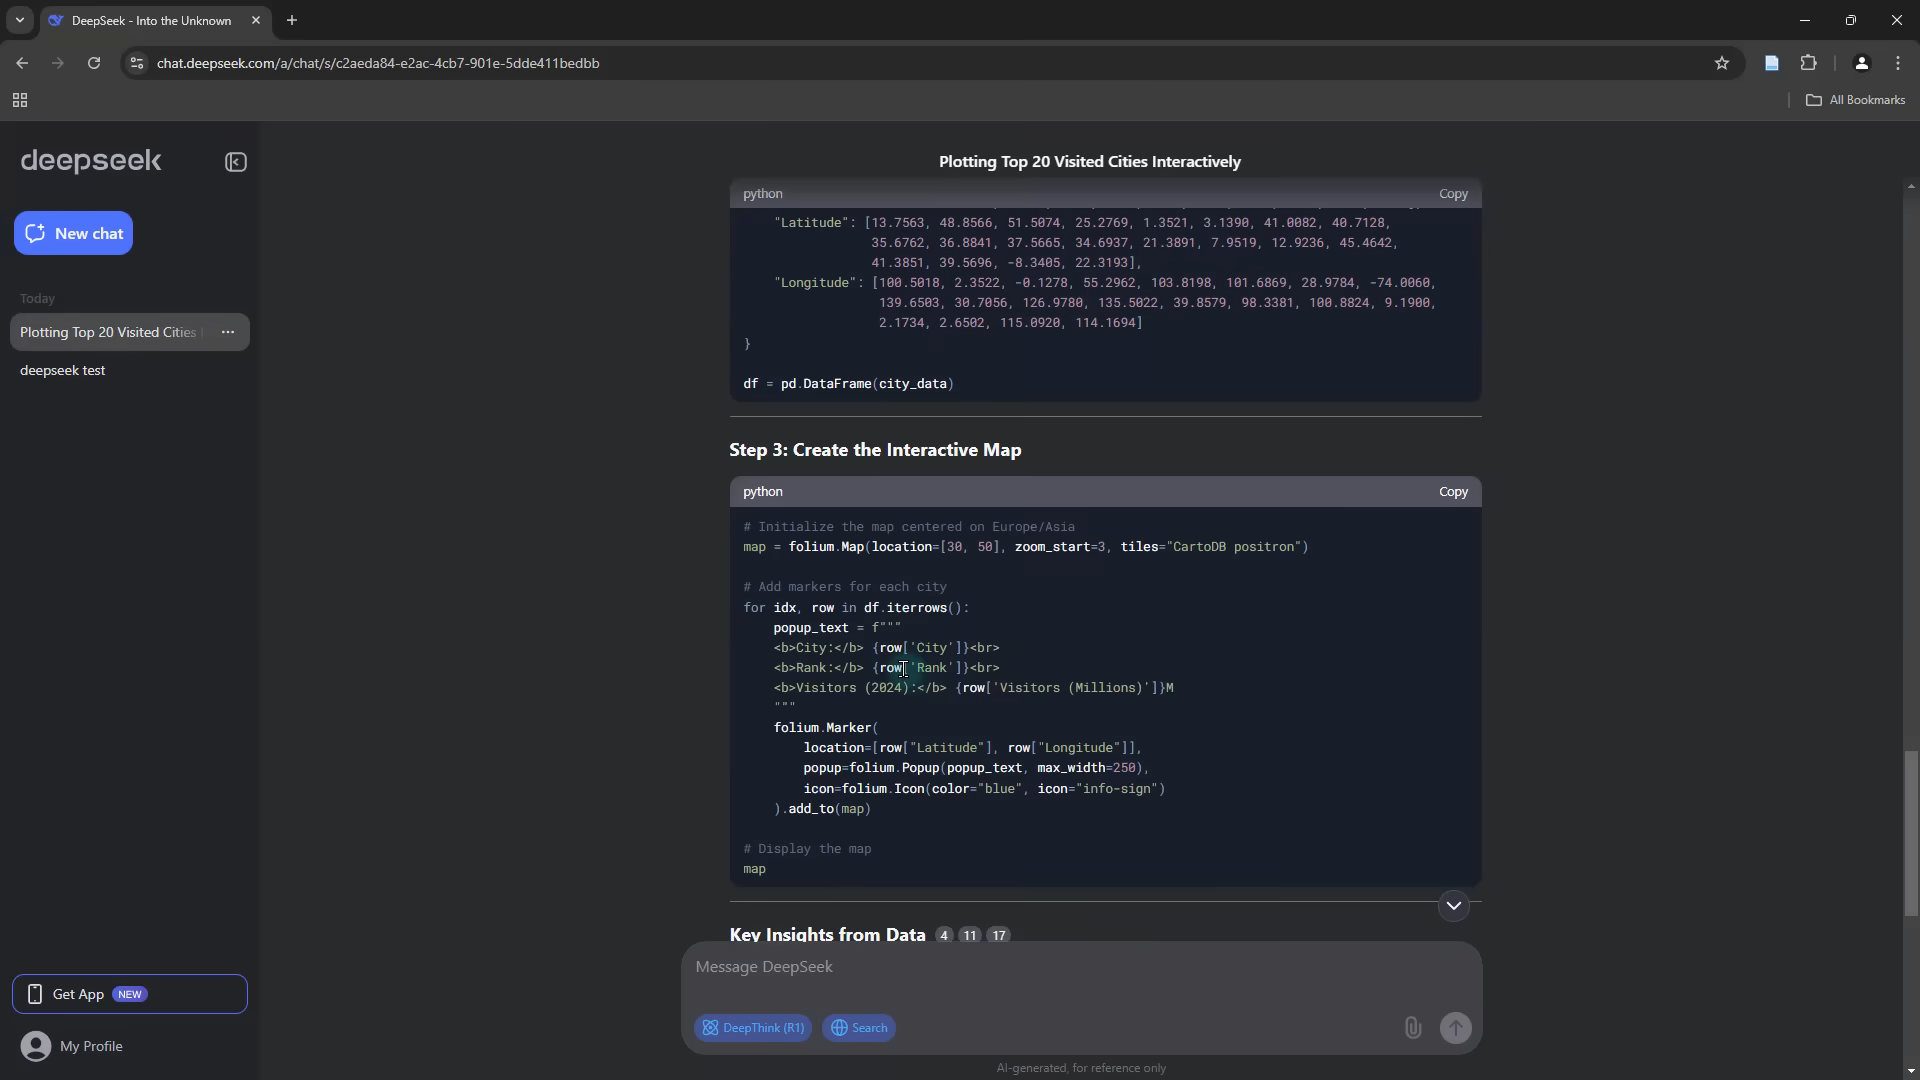 DeepSeek - Into the Unknown
chat.deepseek.com/a/chat/s/c2aeda84-e2ac-4cb7-901e-5dde411bedbb
All Bookmarks
deepseek
New chat
Today
Plotting Top 20 Visited Cities
deepseek test
Get App NEW
My Profile
Plotting Top 20 Visited Cities Interactively
python
Copy
"Latitude": [13.7563, 48.8566, 51.5074, 25.2769, 1.3521, 3.1390, 41.0082, 40.7128,
35.6762, 36.8841, 37.5665, 34.6937, 21.3891, 7.9519, 12.9236, 45.4642,
41.3851, 39.5696, -8.3405, 22.3193],
"Longitude": [100.5018, 2.3522, -0.1278, 55.2962, 103.8198, 101.6869, 28.9784, -74.0060,
139.6503, 30.7056, 126.9780, 135.5022, 39.8579, 98.3381, 100.8824, 9.1900,
2.1734, 2.6502, 115.0920, 114.1694]
}
df = pd.DataFrame(city_data)
Step 3: Create the Interactive Map
python
Copy
# Initialize the map centered on Europe/Asia
map = folium.Map(location=[30, 50], zoom_start=3, tiles="CartoDB positron")
# Add markers for each city
for idx, row in df.iterrows():
popup_text = f"""
<b>City:</b> {row['City']}<br>
<b>Rank:</b> {row['Rank']}<br>
<b>Visitors (2024):</b> {row['Visitors (Millions)']}M
"""
folium.Marker(
location=[row["Latitude"], row["Longitude"]],
popup=folium.Popup(popup_text, max_width=250),
icon=folium.Icon(color="blue", icon="info-sign")
).add_to(map)
# Display the map
map
Key Insights from Data 4 11 17
Message DeepSeek
DeepThink (R1)
Search
AI-generated, for reference only